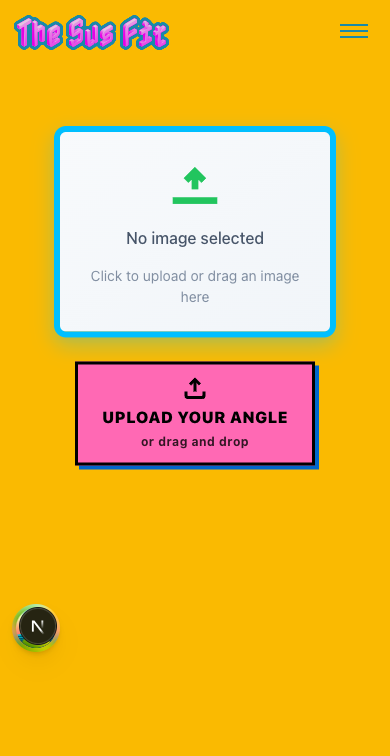 The Sus Fit
No image selected
Click to upload or drag an image
here
UPLOAD YOUR ANGLE
or drag and drop
N